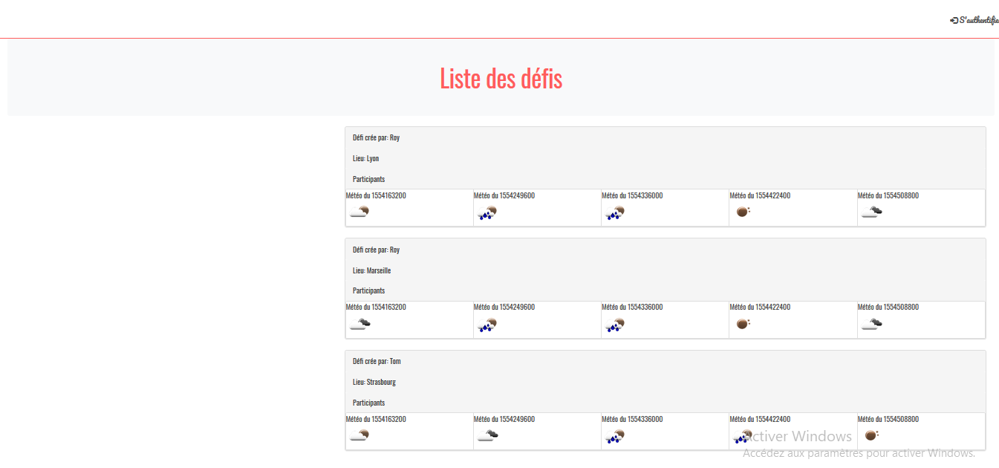 S'authentifie
Liste des défis
Défi crée par: Roy
Lieu: Lyon
Participants
Météo du 1554163200 Météo du 1554249600 Météo du 1554336000 Météo du 1554422400 Météo du 1554508800
Défi crée par: Roy
Lieu: Marseille
Participants
Météo du 1554163200 Météo du 1554249600 Météo du 1554336000 Météo du 1554422400 Météo du 1554508800
Défi crée par: Tom
Lieu: Strasbourg
Participants
Météo du 1554163200 Météo du 1554249600 Météo du 1554336000 Météo du 1554422400 Météo du 1554508800
Activer Windows
Accédez aux paramètres pour activer Windows.